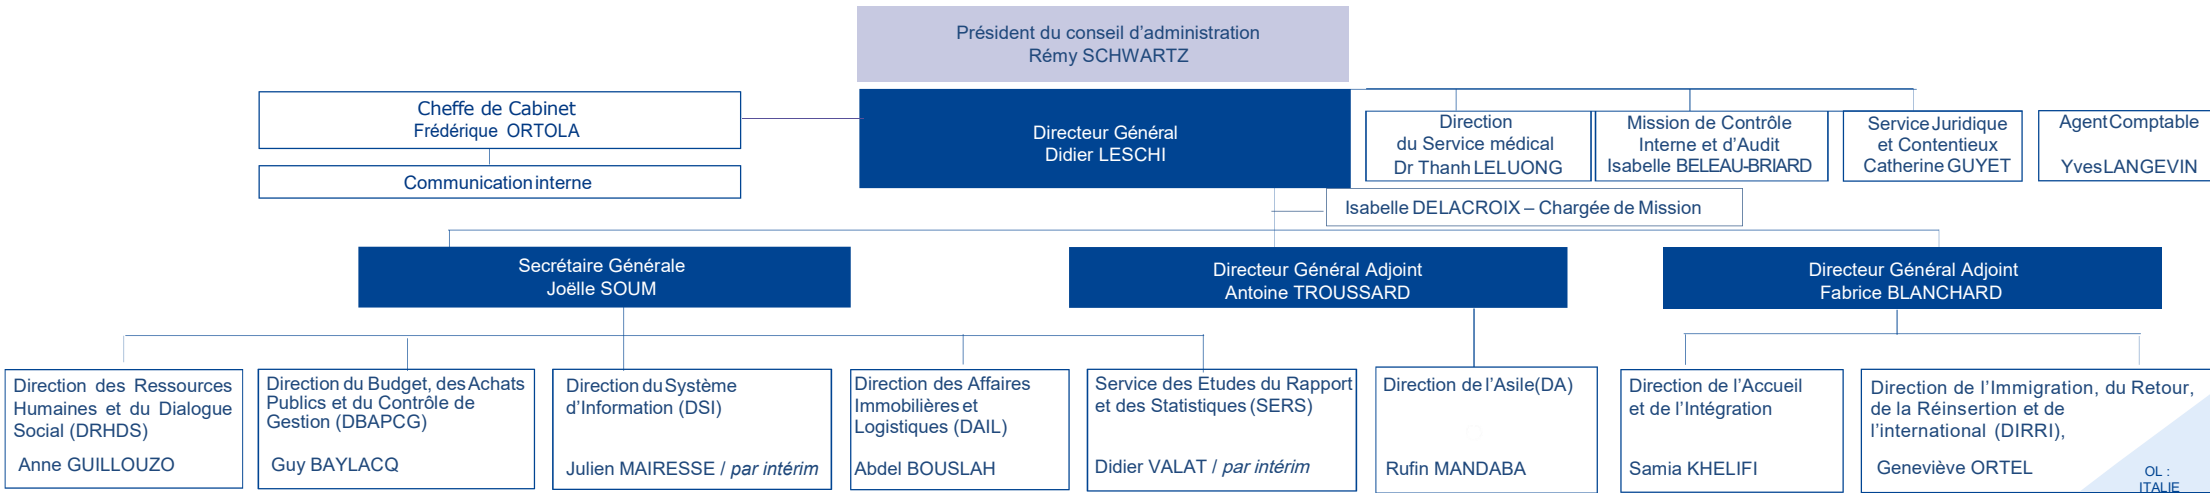 Président du conseil d'administration
Rémy SCHWARTZ
Cheffe de Cabinet
Frédérique ORTOLA
Communication interne
Directeur Général
Didier LESCHI
Direction
du Service médical
Dr Thanh LELUONG
Mission de Contrôle
Interne et d'Audit
Isabelle BELEAU-BRIARD
Service Juridique
et Contentieux
Catherine GUYET
Agent Comptable
Yves LANGEVIN
Isabelle DELACROIX – Chargée de Mission
Secrétaire Générale
Joëlle SOUM
Directeur Général Adjoint
Antoine TROUSSARD
Directeur Général Adjoint
Fabrice BLANCHARD
Direction des Ressources
Humaines et du Dialogue
Social (DRHDS)
Anne GUILLOUZO
Direction du Budget, des Achats
Publics et du Contrôle de
Gestion (DBAPCG)
Guy BAYLACQ
Direction du Système
d'Information (DSI)
Julien MAIRESSE / par intérim
Direction des Affaires
Immobilières et
Logistiques (DAIL)
Abdel BOUSLAH
Service des Etudes du Rapport
et des Statistiques (SERS)
Didier VALAT / par intérim
Direction de l'Asile(DA)
Rufin MANDABA
Direction de l'Accueil
et de l'Intégration
Samia KHELIFI
Direction de l'Immigration, du Retour,
de la Réinsertion et de
l'international (DIRRI),
Geneviève ORTEL
OL :
ITALIE